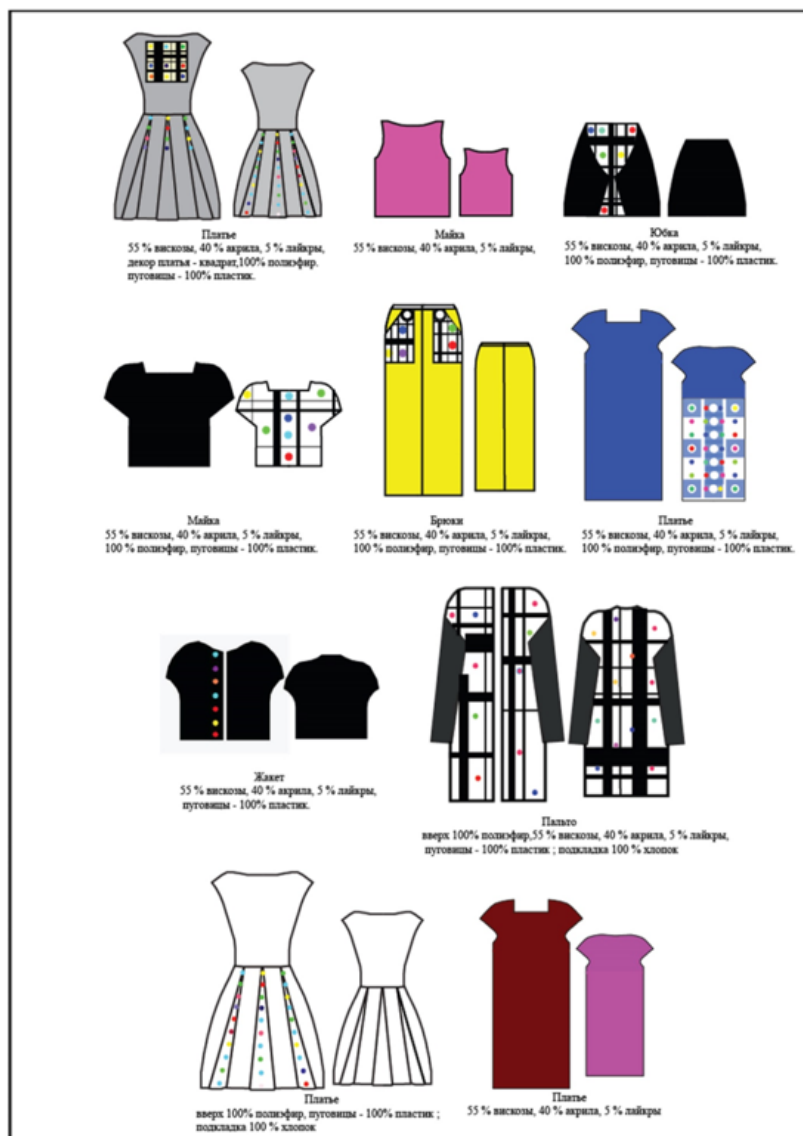 Платье
55 % вискозы, 40 % акрила, 5 % лайкры,
декор платья - квадрат,100% полиэфир.
пуговицы - 100% пластик.
Майка
55 % вискозы, 40 % акрила, 5 % лайкры,
Юбка
55 % вискозы, 40 % акрила, 5 % лайкры,
100 % полиэфир, пуговицы - 100% пластик.
Майка
55 % вискозы, 40 % акрила, 5 % лайкры,
100 % полиэфир, пуговицы - 100% пластик.
Брюки
55 % вискозы, 40 % акрила, 5 % лайкры,
100 % полиэфир, пуговицы - 100% пластик.
Платье
55 % вискозы, 40 % акрила, 5 % лайкры,
100 % полиэфир, пуговицы - 100% пластик.
Жакет
55 % вискозы, 40 % акрила, 5 % лайкры,
пуговицы - 100% пластик.
Пальто
вверх 100% полиэфир,55 % вискозы, 40 % акрила, 5 % лайкры,
пуговицы - 100% пластик ; подкладка 100 % хлопок
Платье
вверх 100% полиэфир, пуговицы - 100% пластик ;
подкладка 100 % хлопок
Платье
55 % вискозы, 40 % акрила, 5 % лайкры